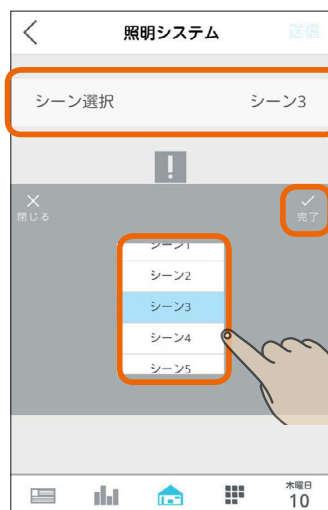 照明システム 送信
シーン選択 シーン3
!
閉じる 完了
シーン1
シーン2
シーン3
シーン4
シーン5
木曜日
10